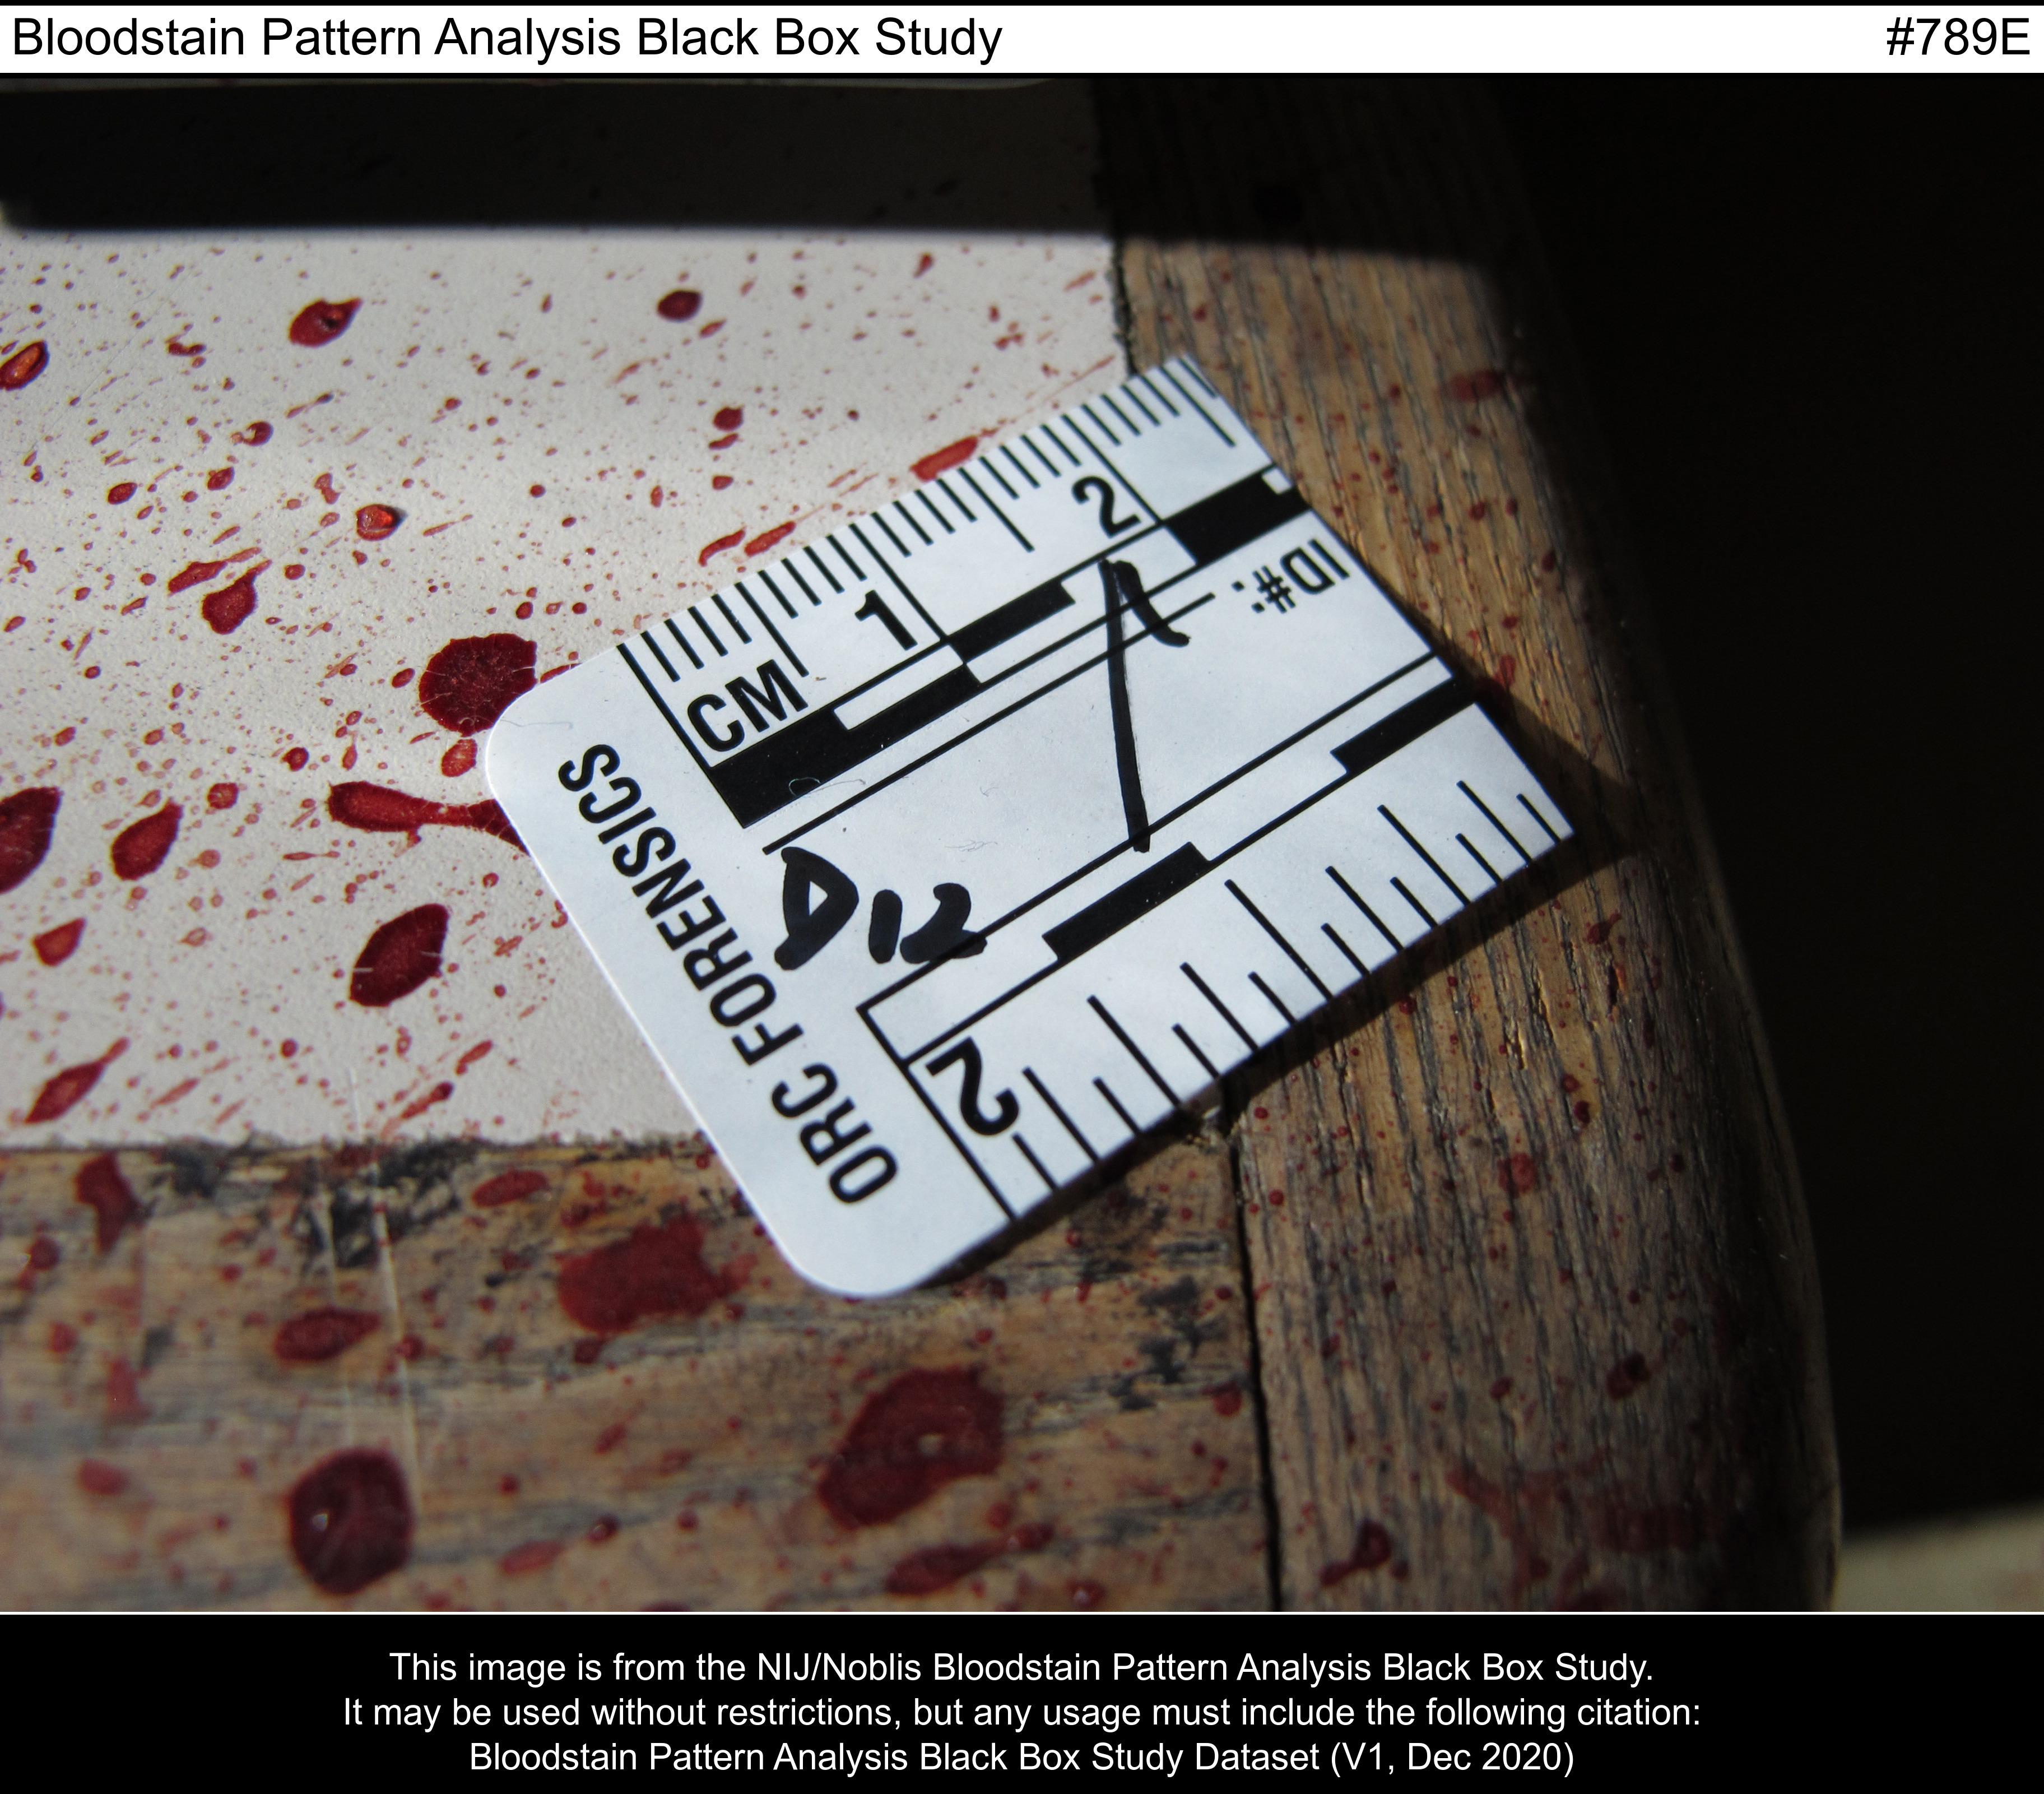 Bloodstain Pattern Analysis Black Box Study #789E
CM 1 2
ID#:
D12
ORC FORENSICS
2
This image is from the NIJ/Noblis Bloodstain Pattern Analysis Black Box Study.
It may be used without restrictions, but any usage must include the following citation:
Bloodstain Pattern Analysis Black Box Study Dataset (V1, Dec 2020)